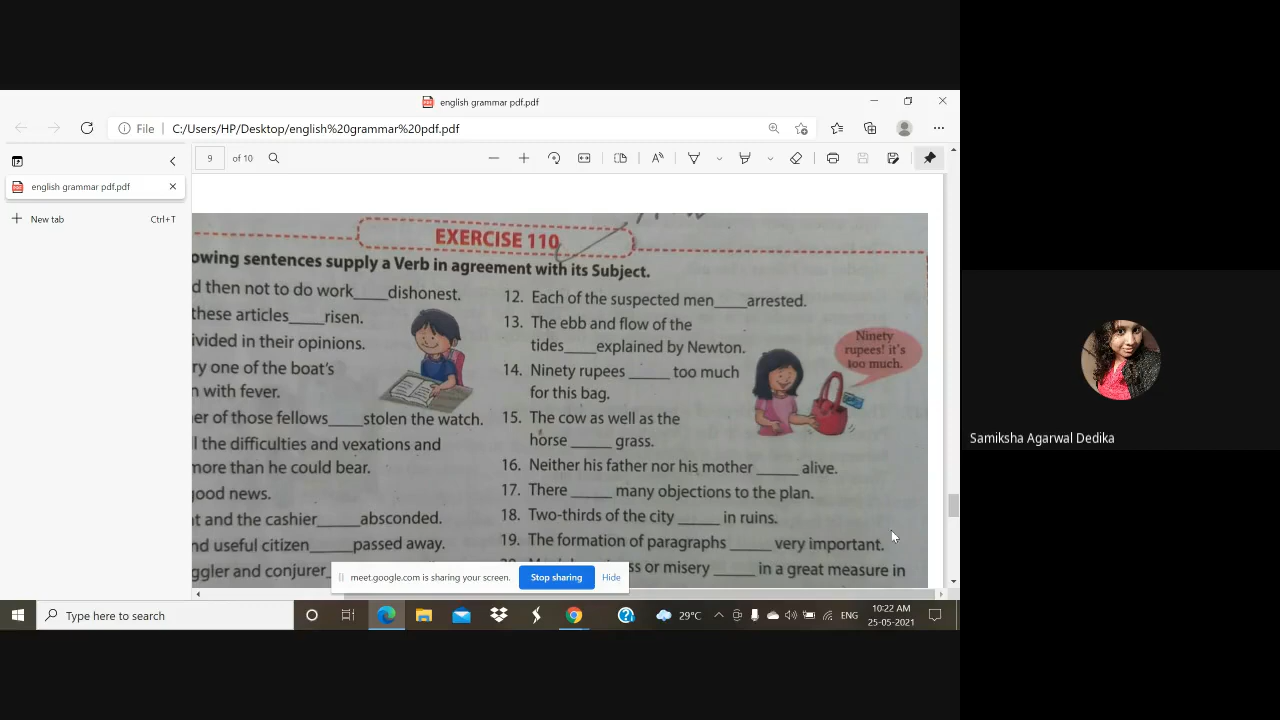 english grammar pdf.pdf
File C:/Users/HP/Desktop/english%20grammar%20pdf.pdf
9 of 10
english grammar pdf.pdf
New tab Ctrl+T
EXERCISE 110
owing sentences supply a Verb in agreement with its Subject.
d then not to do work____dishonest.
these articles____risen.
ivided in their opinions.
ry one of the boat's
n with fever.
er of those fellows____stolen the watch.
l the difficulties and vexations and
more than he could bear.
good news.
t and the cashier_____absconded.
nd useful citizen_____passed away.
ggler and conjurer
12. Each of the suspected men____arrested.
13. The ebb and flow of the
tides____explained by Newton.
14. Ninety rupees _____ too much
for this bag.
15. The cow as well as the
horse _____ grass.
16. Neither his father nor his mother _____ alive.
17. There _____ many objections to the plan.
18. Two-thirds of the city _____ in ruins.
19. The formation of paragraphs _____ very important.
ss or misery _____ in a great measure in
Ninety
rupees! it's
too much.
meet.google.com is sharing your screen. Stop sharing Hide
Type here to search
29°C ENG
10:22 AM
25-05-2021
Samiksha Agarwal Dedika